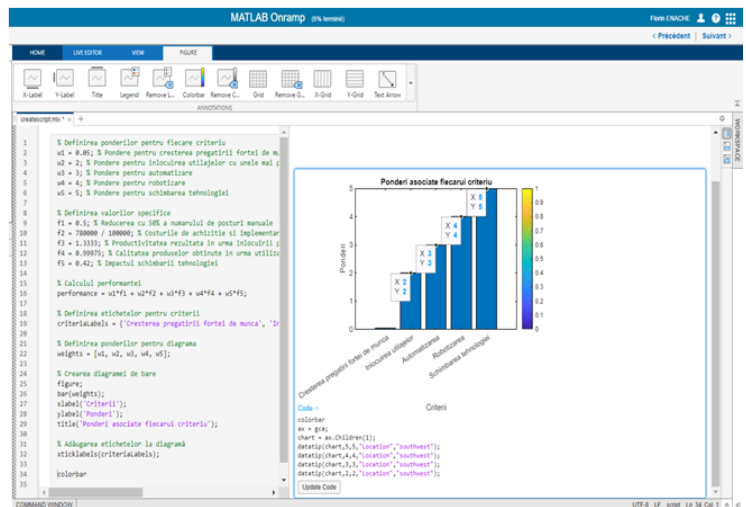 MATLAB Onramp (6% terminé)
Florin ENACHE
< Précédent | Suivant >
HOME LIVE EDITOR VIEW FIGURE
X-Label Y-Label Title Legend Remove L... Colorbar Remove C... Grid Remove G... X-Grid Y-Grid Text Arrow
ANNOTATIONS
createscript.mlx * × +
WORKSPACE
1 % Definirea ponderilor pentru fiecare criteriu
2 w1 = 0.05; % Pondere pentru cresterea pregatirii fortei de mu
3 w2 = 2; % Pondere pentru inlocuirea utilajelor cu unele mai p
4 w3 = 3; % Pondere pentru automatizare
5 w4 = 4; % Pondere pentru robotizare
6 w5 = 5; % Pondere pentru schimbarea tehnologiei
7
8 % Definirea valorilor specifice
9 f1 = 0.5; % Reducerea cu 50% a numarului de posturi manuale
10 f2 = 780000 / 100000; % Costurile de achizitie si implementar
11 f3 = 1.3333; % Productivitatea rezultata in urma inlocuirii p
12 f4 = 0.99975; % Calitatea produselor obtinute in urma utiliza
13 f5 = 0.42; % Impactul schimbarii tehnologiei
14
15 % Calculul performantei
16 performance = w1*f1 + w2*f2 + w3*f3 + w4*f4 + w5*f5;
17
18 % Definirea etichetelor pentru criterii
19 criteriaLabels = {'Cresterea pregatirii fortei de munca', 'In
20
21 % Definirea ponderilor pentru diagrama
22 weights = [w1, w2, w3, w4, w5];
23
24 % Crearea diagramei de bare
25 figure;
26 bar(weights);
27 xlabel('Criterii');
28 ylabel('Ponderi');
29 title('Ponderi asociate fiecarui criteriu');
30
31 % Adăugarea etichetelor la diagramă
32 xticklabels(criteriaLabels);
33
34 colorbar
35
Ponderi asociate fiecarui criteriu
5
4
3
2
1
0
Ponderi
X 2
Y 2
X 3
Y 3
X 4
Y 4
X 5
Y 5
1
0.9
0.8
0.7
0.6
0.5
0.4
0.3
0.2
0.1
0
Cresterea pregatirii fortei de munca
Inlocuirea utilajelor
Automatizarea
Robotizarea
Schimbarea tehnologiei
Criterii
Code
colorbar
ax = gca;
chart = ax.Children(1);
datatip(chart,5,5,"Location","southwest");
datatip(chart,4,4,"Location","southwest");
datatip(chart,3,3,"Location","southwest");
datatip(chart,2,2,"Location","southwest");
Update Code
COMMAND WINDOW
UTF-8 LF script Ln 34 Col 1